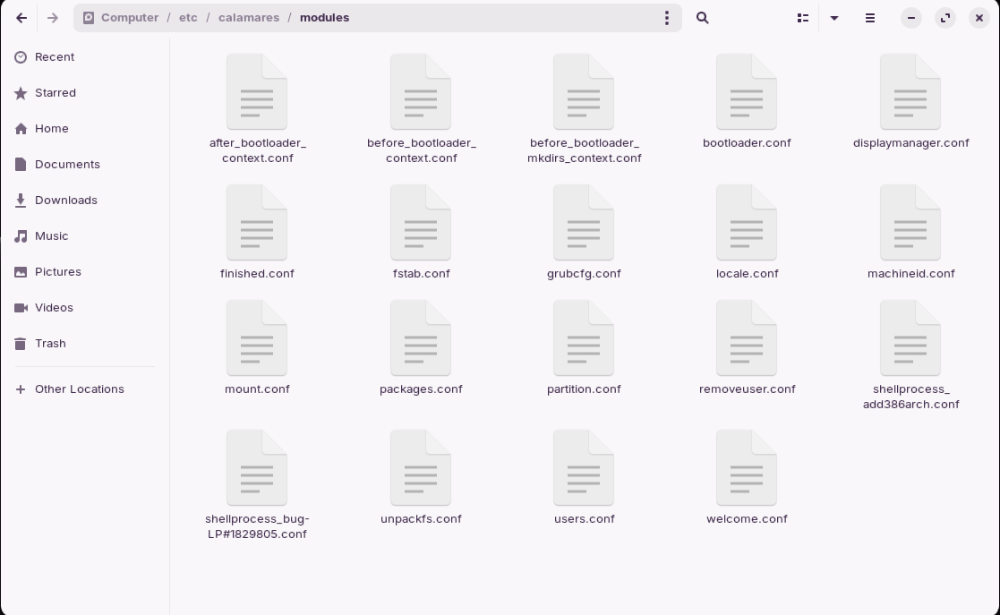 Computer / etc / calamares / modules
Recent
Starred
Home
Documents
Downloads
Music
Pictures
Videos
Trash
Other Locations
after_bootloader_
context.conf
before_bootloader_
context.conf
before_bootloader_
mkdirs_context.conf
bootloader.conf
displaymanager.conf
finished.conf
fstab.conf
grubcfg.conf
locale.conf
machineid.conf
mount.conf
packages.conf
partition.conf
removeuser.conf
shellprocess_
add386arch.conf
shellprocess_bug-
LP#1829805.conf
unpackfs.conf
users.conf
welcome.conf